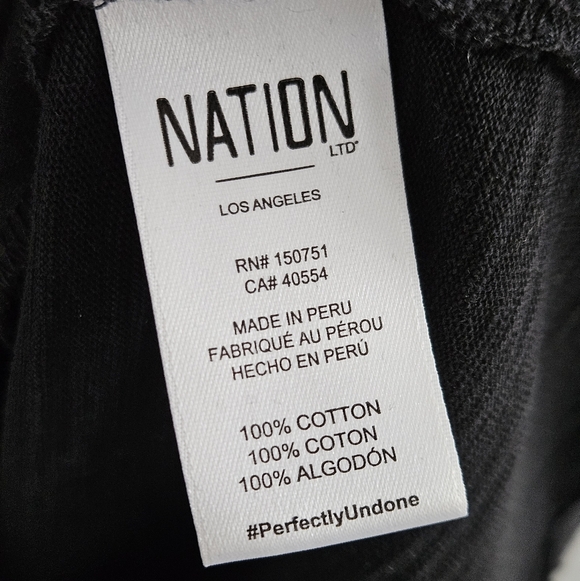 NATION
LTD®
LOS ANGELES
RN# 150751
CA# 40554
MADE IN PERU
FABRIQUÉ AU PÉROU
HECHO EN PERÚ
100% COTTON
100% COTON
100% ALGODÓN
#PerfectlyUndone